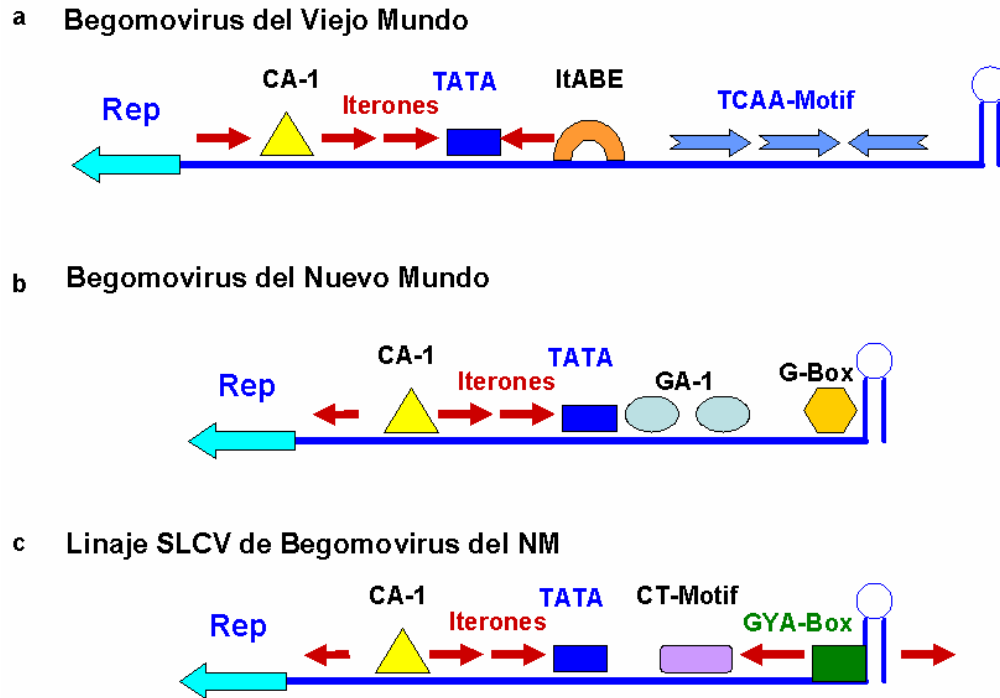 a Begomovirus del Viejo Mundo
CA-1 TATA ItABE
Rep Iterones TCAA-Motif
b Begomovirus del Nuevo Mundo
CA-1 TATA
Rep Iterones GA-1 G-Box
c Linaje SLCV de Begomovirus del NM
CA-1 TATA CT-Motif
Rep Iterones GYA-Box